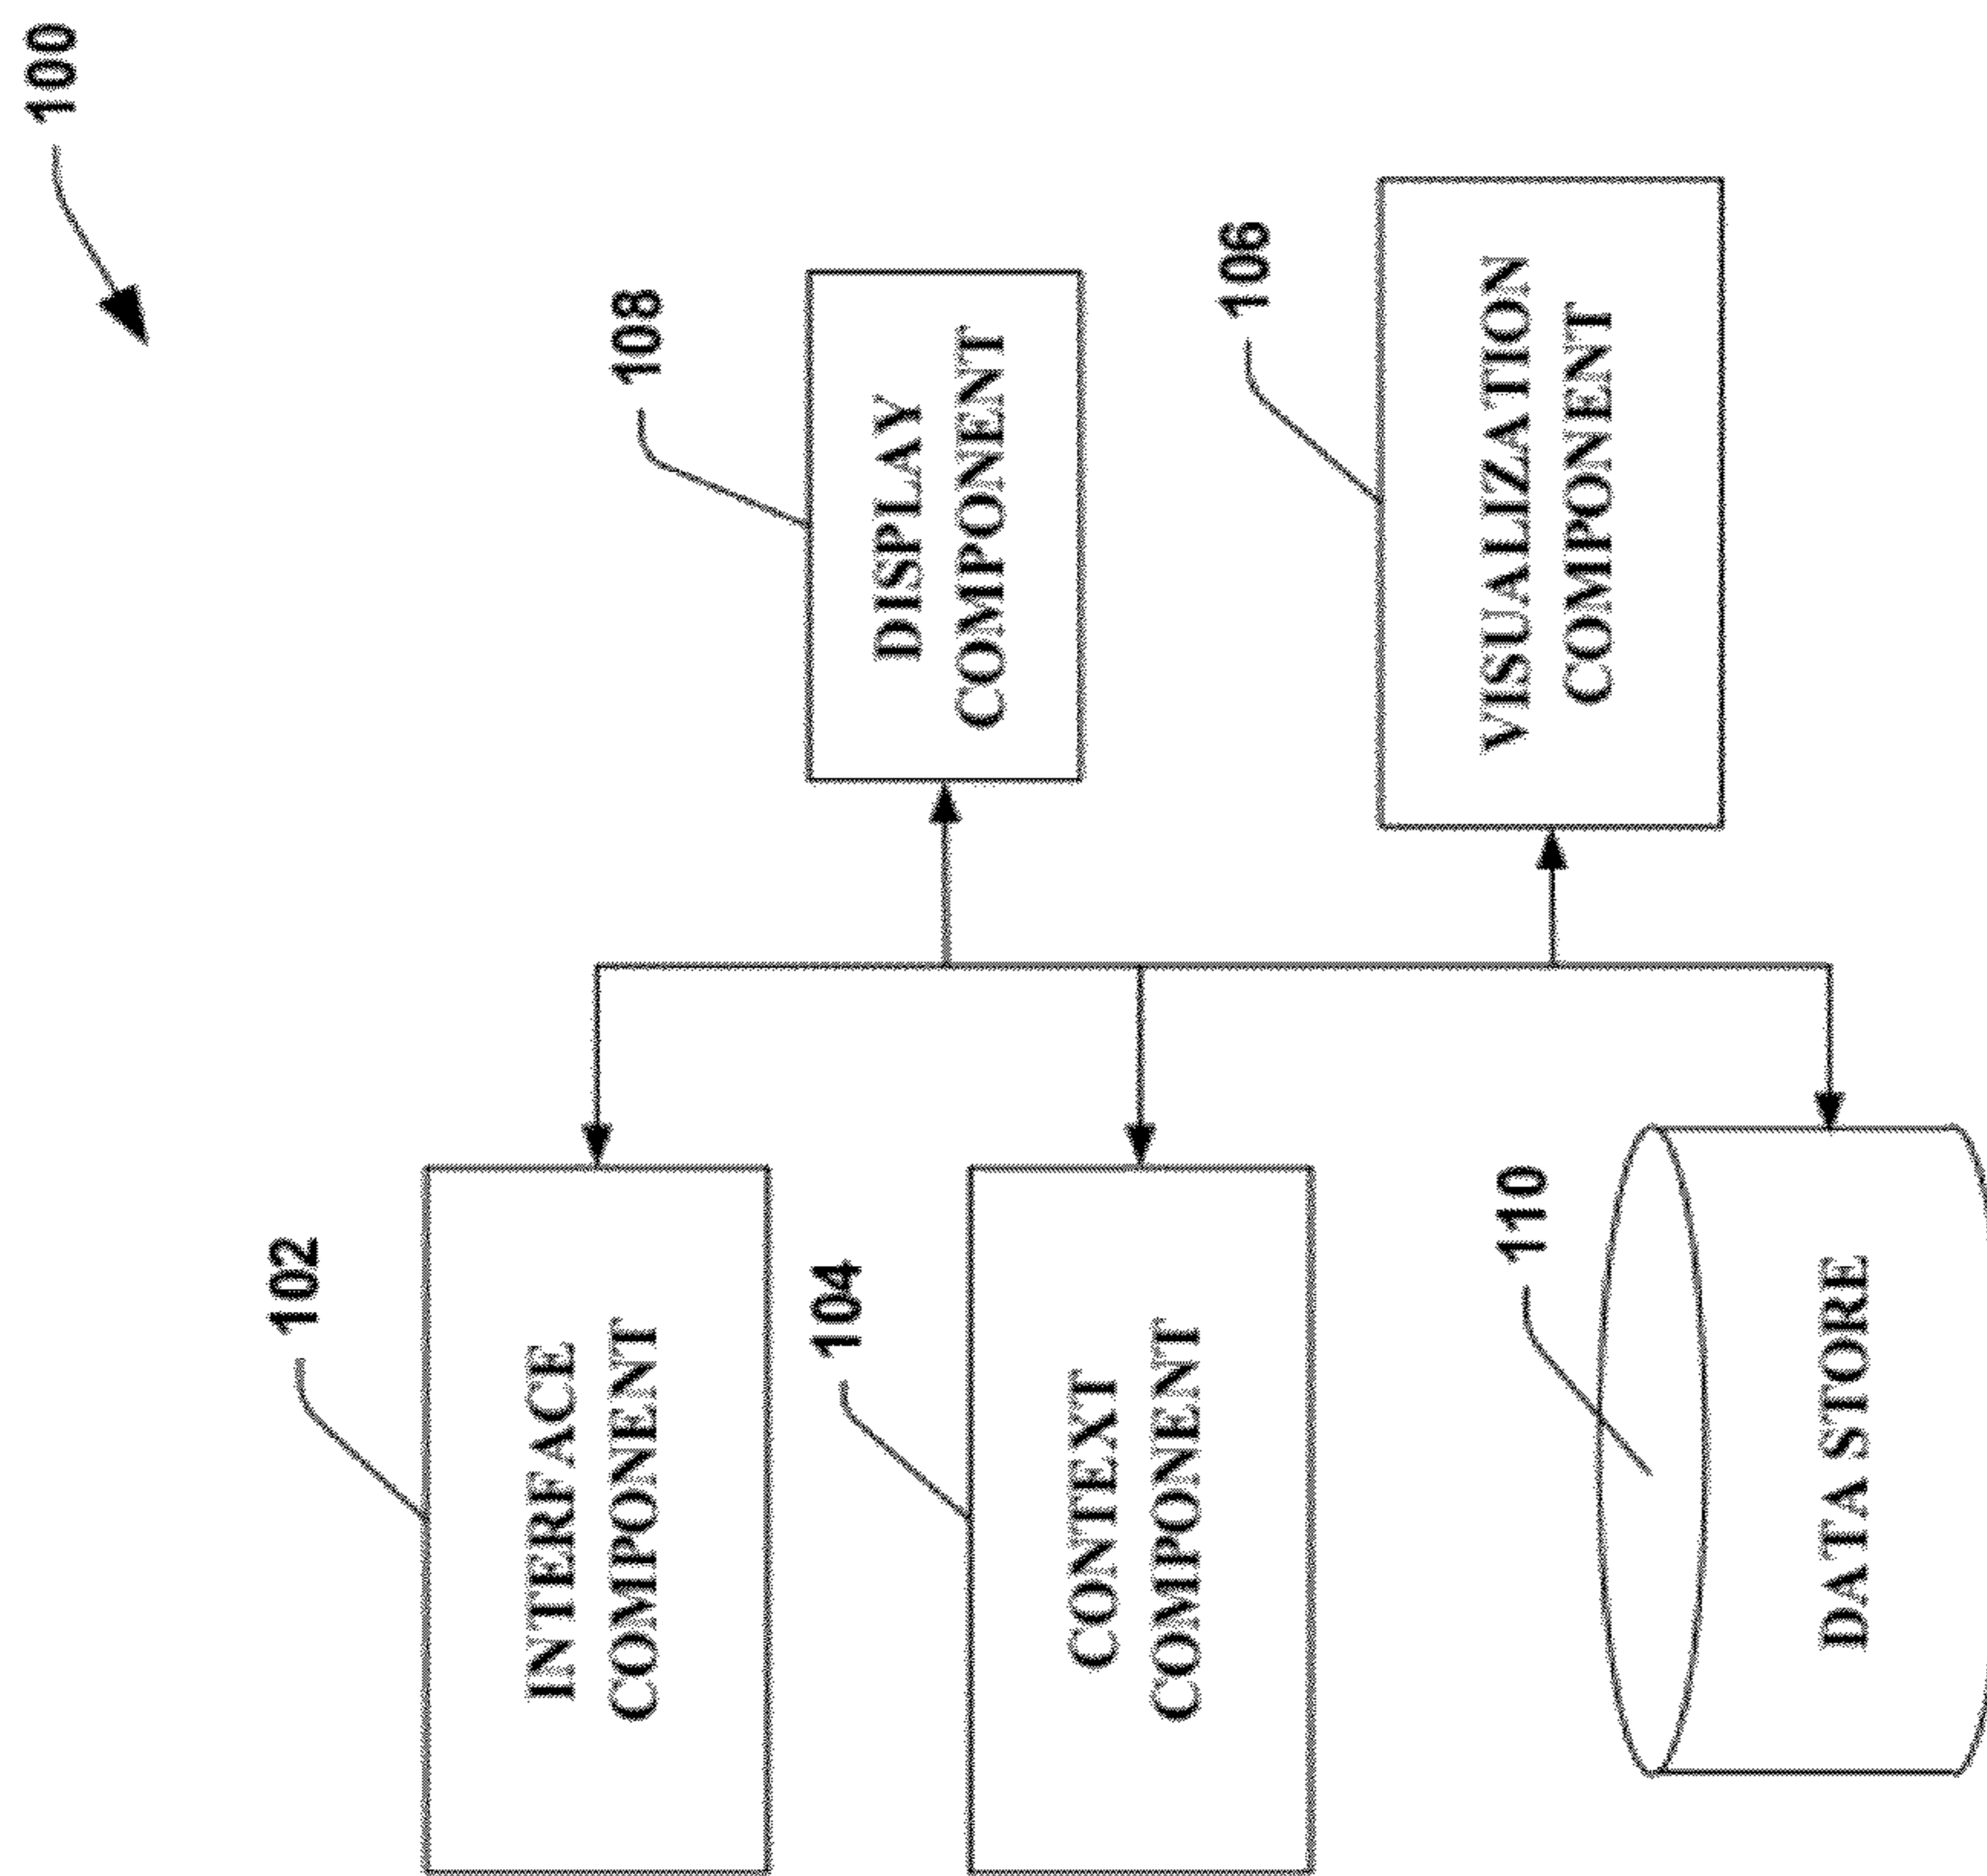 100
102
INTERFACE
COMPONENT
108
DISPLAY
COMPONENT
104
CONTEXT
COMPONENT
106
VISUALIZATION
COMPONENT
110
DATA STORE